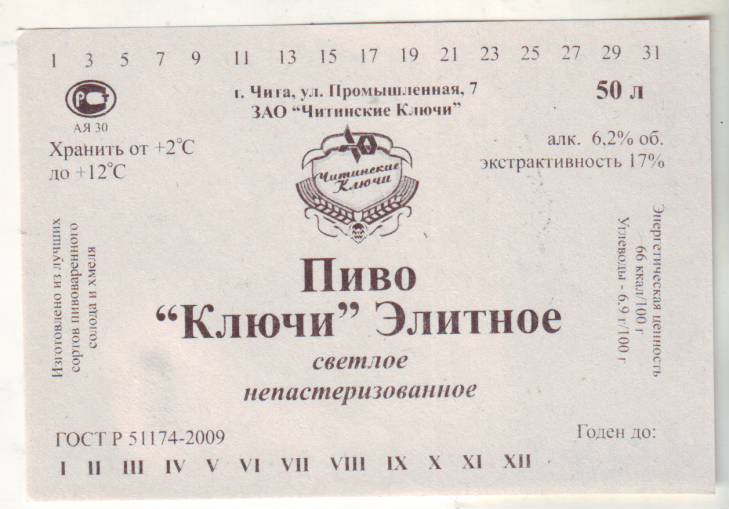 1 3 5 7 9 11 13 15 17 19 21 23 25 27 29 31
г. Чита, ул. Промышленная, 7
ЗАО “Читинские Ключи”
50 л
РСТ
АЯ 30
Хранить от +2°С
до +12°С
алк. 6,2% об.
экстрактивность 17%
Читинские
Ключи
Изготовлено из лучших
сортов пивоваренного
солода и хмеля
Энергетическая ценность
66 ккал/100 г
Углеводы - 6,9 г/100 г
Пиво
“Ключи” Элитное
светлое
непастеризованное
ГОСТ Р 51174-2009
Годен до:
I II III IV V VI VII VIII IX X XI XII